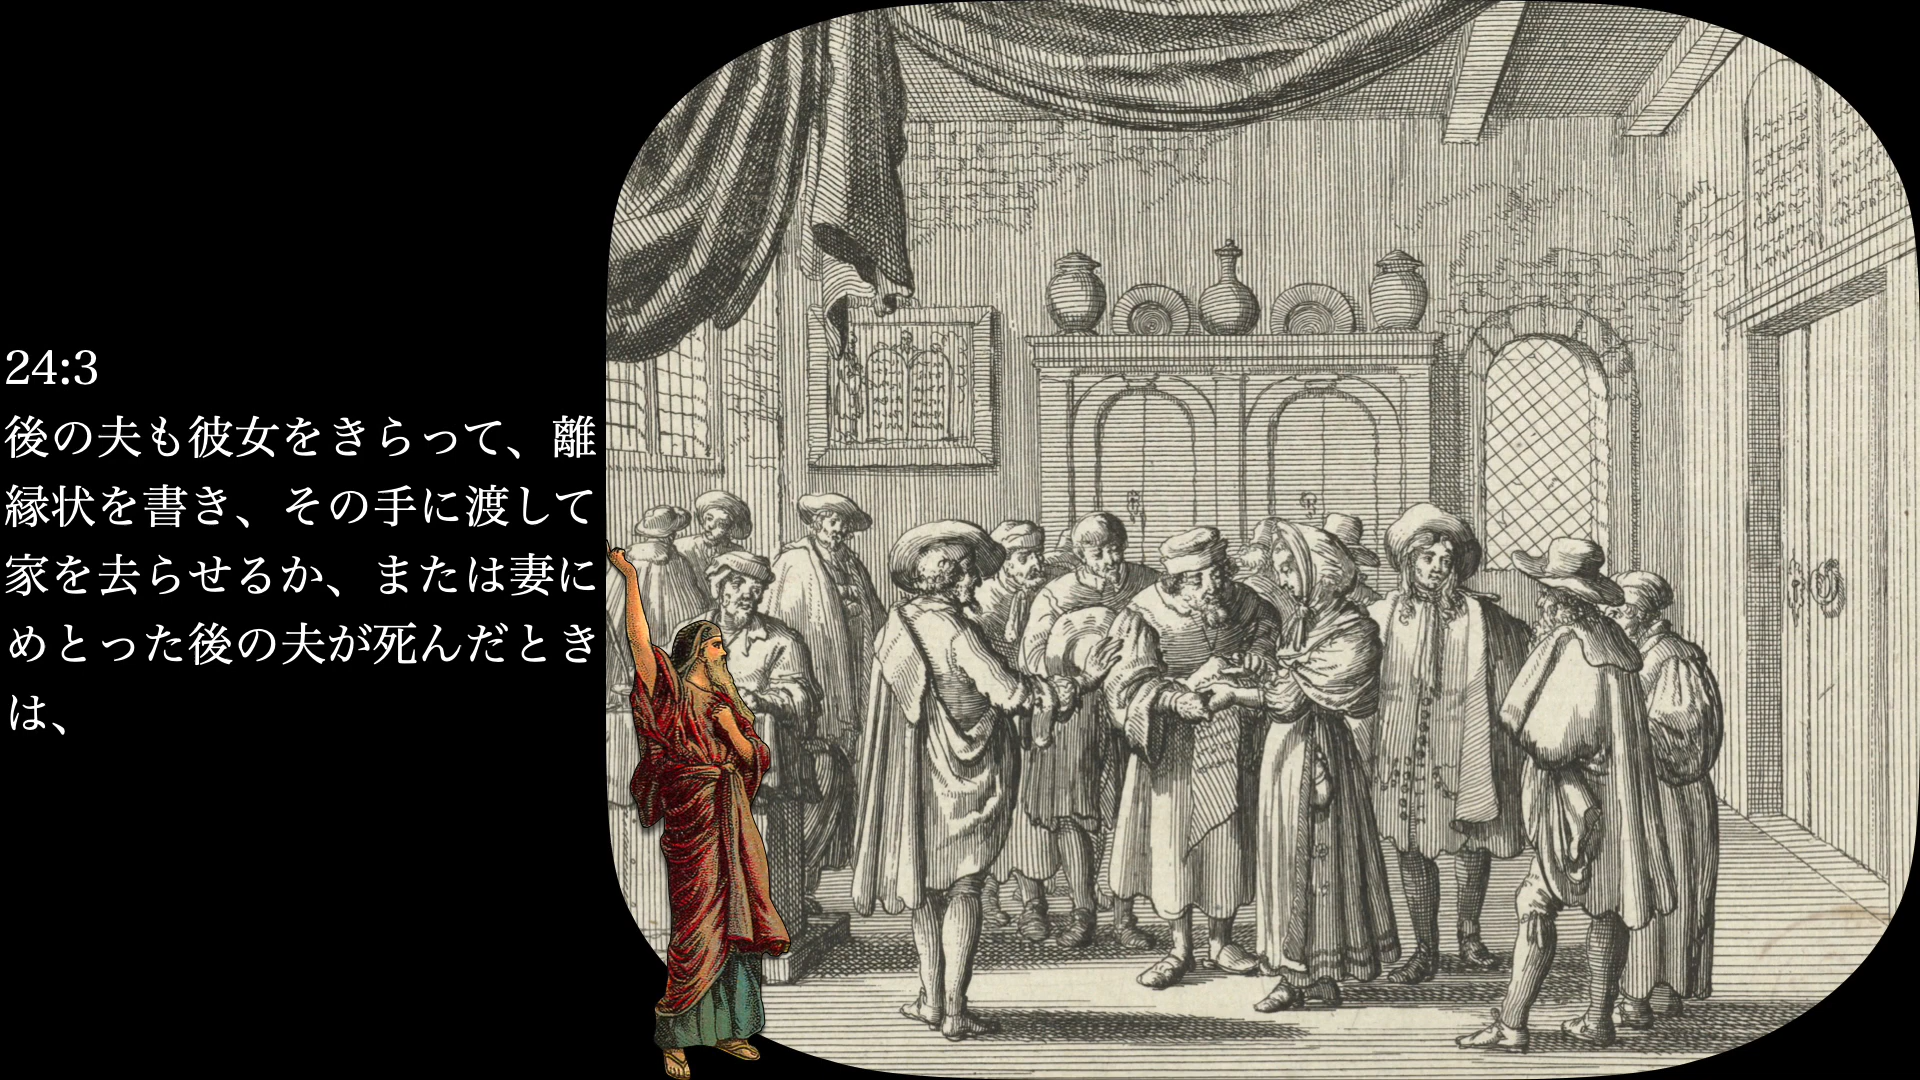 24:3
後の夫も彼女をきらって、離
縁状を書き、その手に渡して
家を去らせるか、または妻に
めとった後の夫が死んだとき
は、